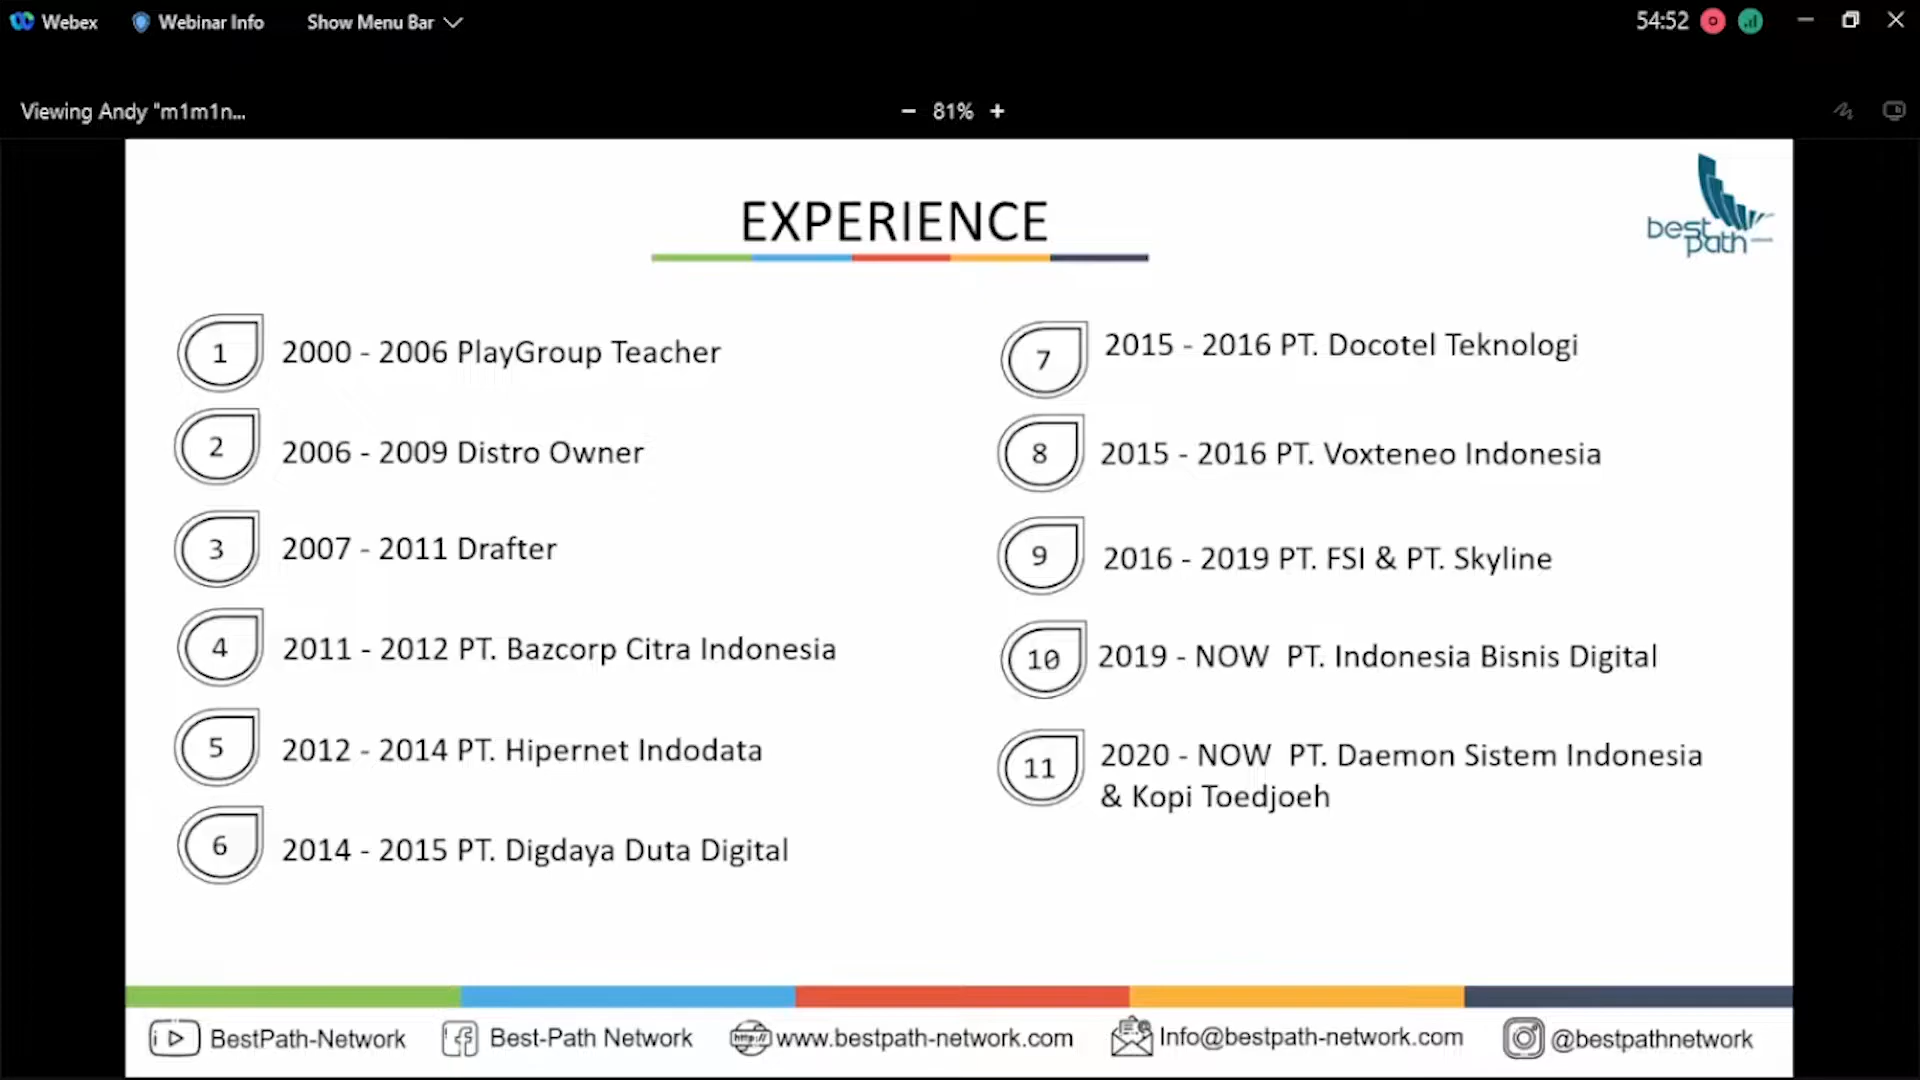 Webex
Webinar Info
Show Menu Bar
54:52
Viewing Andy "m1m1n...
− 81% +
EXPERIENCE
best
path
1 2000 - 2006 PlayGroup Teacher
2 2006 - 2009 Distro Owner
3 2007 - 2011 Drafter
4 2011 - 2012 PT. Bazcorp Citra Indonesia
5 2012 - 2014 PT. Hipernet Indodata
6 2014 - 2015 PT. Digdaya Duta Digital
7 2015 - 2016 PT. Docotel Teknologi
8 2015 - 2016 PT. Voxteneo Indonesia
9 2016 - 2019 PT. FSI & PT. Skyline
10 2019 - NOW PT. Indonesia Bisnis Digital
11 2020 - NOW PT. Daemon Sistem Indonesia
& Kopi Toedjoeh
BestPath-Network
Best-Path Network
http:// www.bestpath-network.com
Info@bestpath-network.com
@bestpathnetwork